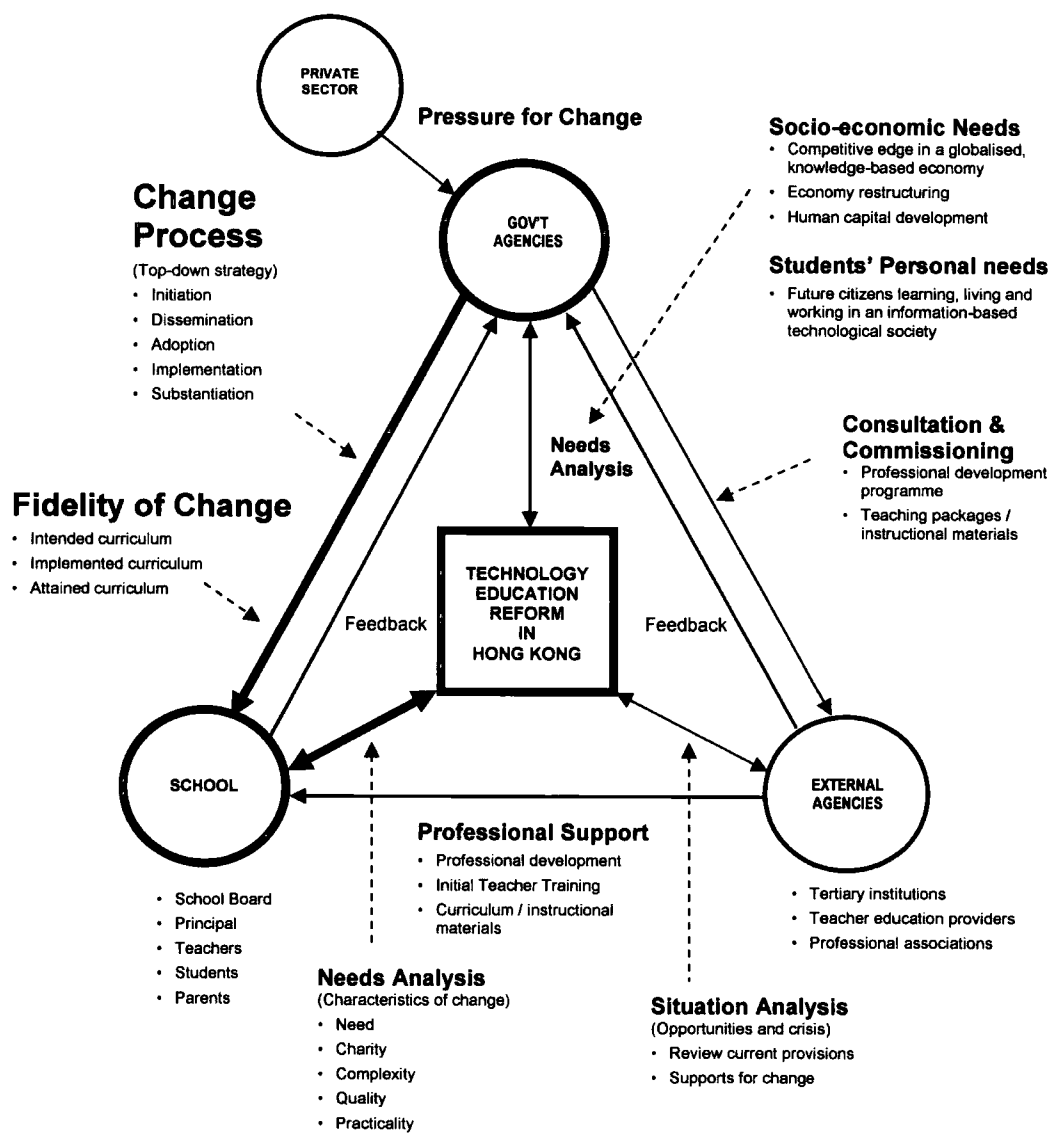 PRIVATE
SECTOR
Pressure for Change
Socio-economic Needs
• Competitive edge in a globalised,
knowledge-based economy
• Economy restructuring
• Human capital development
Students' Personal needs
• Future citizens learning, living and
working in an information-based
technological society
Change
Process
(Top-down strategy)
• Initiation
• Dissemination
• Adoption
• Implementation
• Substantiation
GOV'T
AGENCIES
Consultation &
Commissioning
• Professional development
programme
• Teaching packages /
instructional materials
Needs
Analysis
Fidelity of Change
• Intended curriculum
• Implemented curriculum
• Attained curriculum
TECHNOLOGY
EDUCATION
REFORM
IN
HONG KONG
Feedback
Feedback
SCHOOL
EXTERNAL
AGENCIES
Professional Support
• Professional development
• Initial Teacher Training
• Curriculum / instructional
materials
• School Board
• Principal
• Teachers
• Students
• Parents
• Tertiary institutions
• Teacher education providers
• Professional associations
Needs Analysis
(Characteristics of change)
• Need
• Charity
• Complexity
• Quality
• Practicality
Situation Analysis
(Opportunities and crisis)
• Review current provisions
• Supports for change